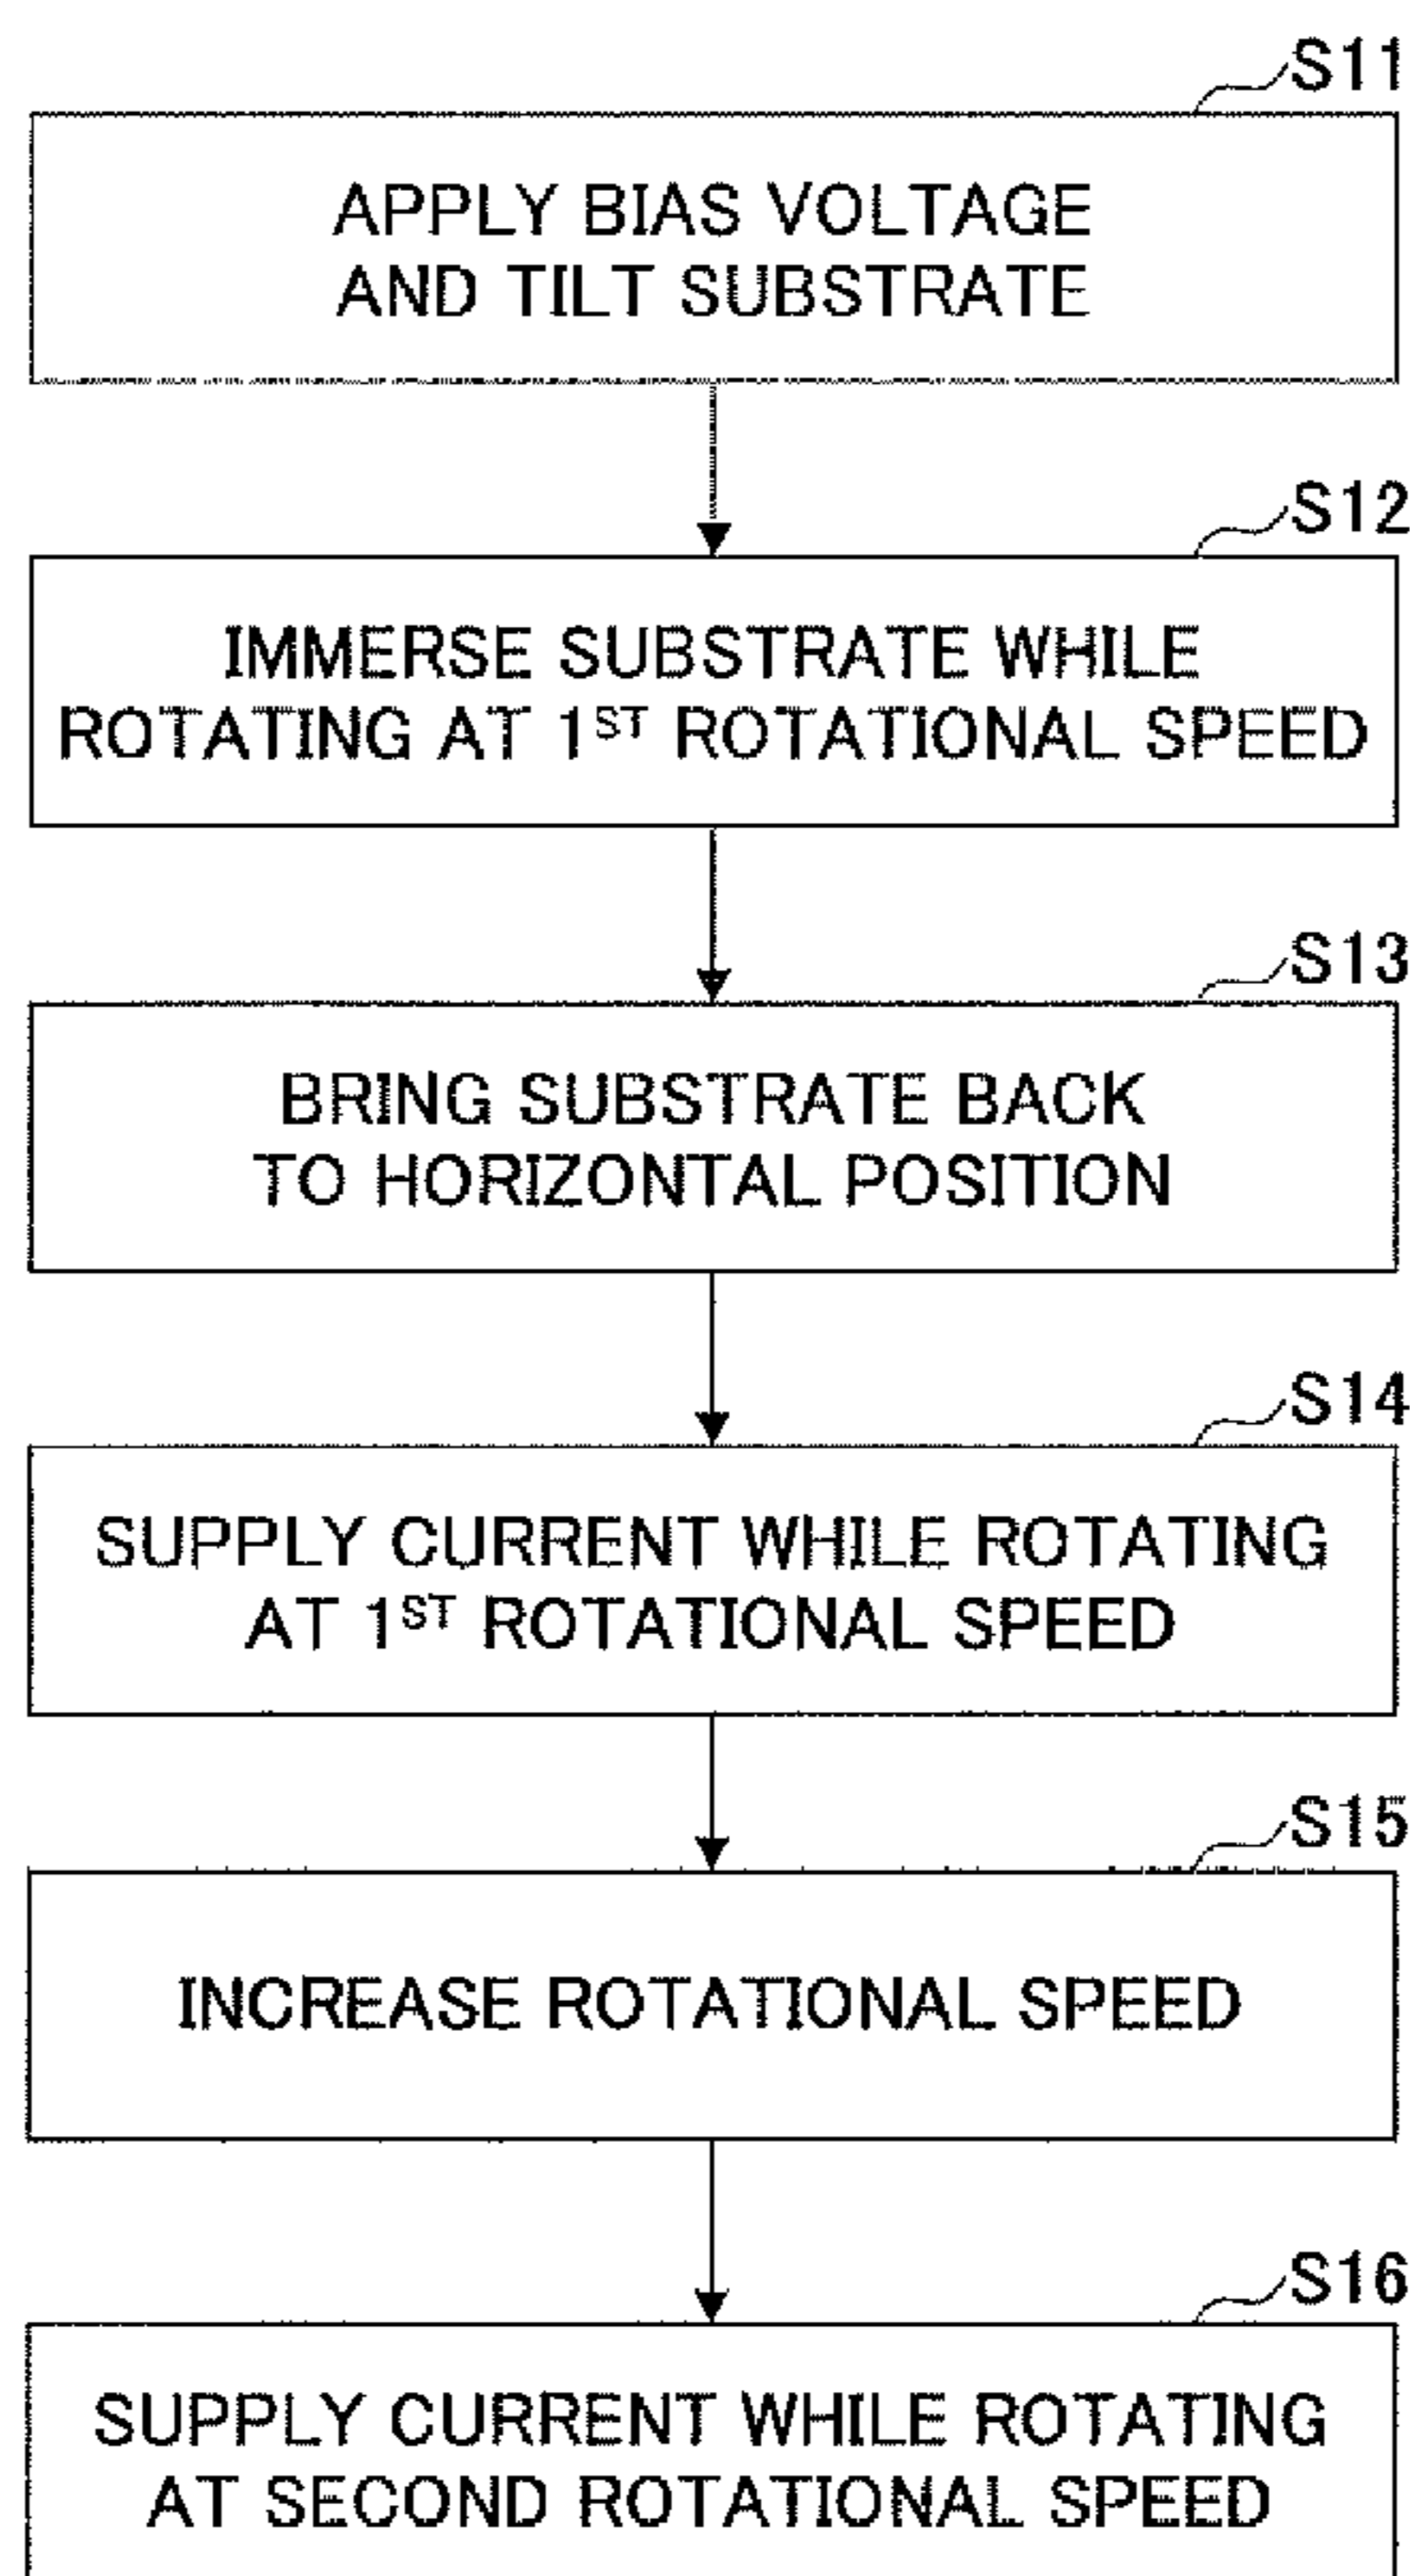 S11
APPLY BIAS VOLTAGE
AND TILT SUBSTRATE
S12
IMMERSE SUBSTRATE WHILE
ROTATING AT 1ST ROTATIONAL SPEED
S13
BRING SUBSTRATE BACK
TO HORIZONTAL POSITION
S14
SUPPLY CURRENT WHILE ROTATING
AT 1ST ROTATIONAL SPEED
S15
INCREASE ROTATIONAL SPEED
S16
SUPPLY CURRENT WHILE ROTATING
AT SECOND ROTATIONAL SPEED